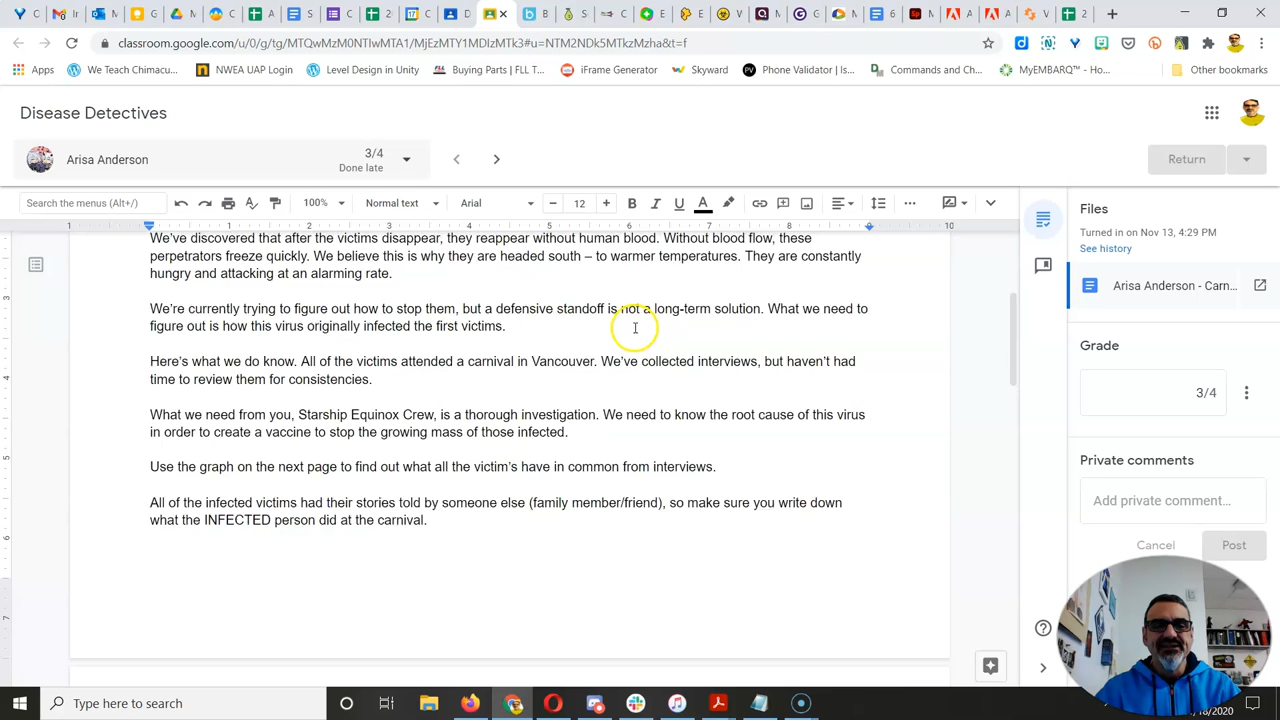 classroom.google.com/u/0/g/tg/MTQwMzM0NTIwMTA1/MjEzMTY1MDIzMTk3#u=NTM2NDk5MTkzMzha&t=f
Apps
We Teach Chimacu...
NWEA UAP Login
Level Design in Unity
Buying Parts | FLL T...
iFrame Generator
Skyward
Phone Validator | Is...
Commands and Ch...
MyEMBARQ™ - Ho...
Other bookmarks
Disease Detectives
Arisa Anderson
3/4
Done late
Return
Search the menus (Alt+/)
100%
Normal text
Arial
12
We've discovered that after the victims disappear, they reappear without human blood. Without blood flow, these
perpetrators freeze quickly. We believe this is why they are headed south – to warmer temperatures. They are constantly
hungry and attacking at an alarming rate.
We're currently trying to figure out how to stop them, but a defensive standoff is not a long-term solution. What we need to
figure out is how this virus originally infected the first victims.
Here's what we do know. All of the victims attended a carnival in Vancouver. We've collected interviews, but haven't had
time to review them for consistencies.
What we need from you, Starship Equinox Crew, is a thorough investigation. We need to know the root cause of this virus
in order to create a vaccine to stop the growing mass of those infected.
Use the graph on the next page to find out what all the victim's have in common from interviews.
All of the infected victims had their stories told by someone else (family member/friend), so make sure you write down
what the INFECTED person did at the carnival.
Files
Turned in on Nov 13, 4:29 PM
See history
Arisa Anderson - Carn...
Grade
3/4
Private comments
Add private comment...
Cancel
Post
Type here to search